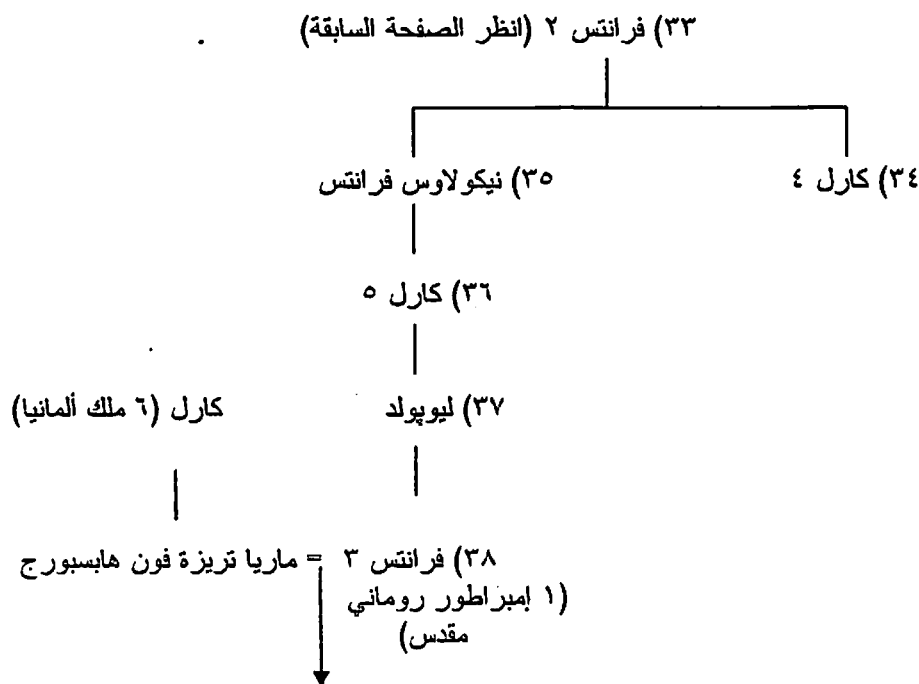 ٣٣) فرانتس ٢ (انظر الصفحة السابقة)
٣٤) كارل ٤
٣٥) نيكولاوس فرانتس
٣٦) كارل ٥
٣٧) ليوپولد
كارل (٦ ملك ألمانيا)
٣٨) فرانتس ٣ = ماريا تريزة فون هابسبورج
(١ إمبراطور روماني
مقدس)